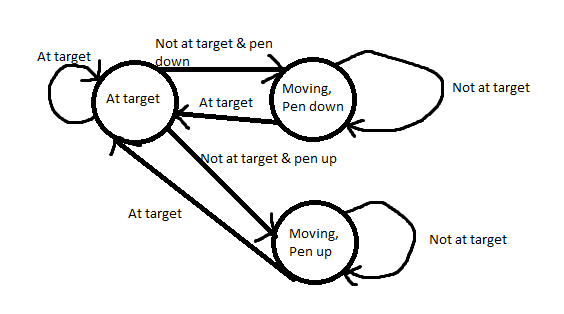 Not at target & pen
down
At target
At target
Moving,
Pen down
Not at target
At target
Not at target & pen up
At target
Moving,
Pen up
Not at target